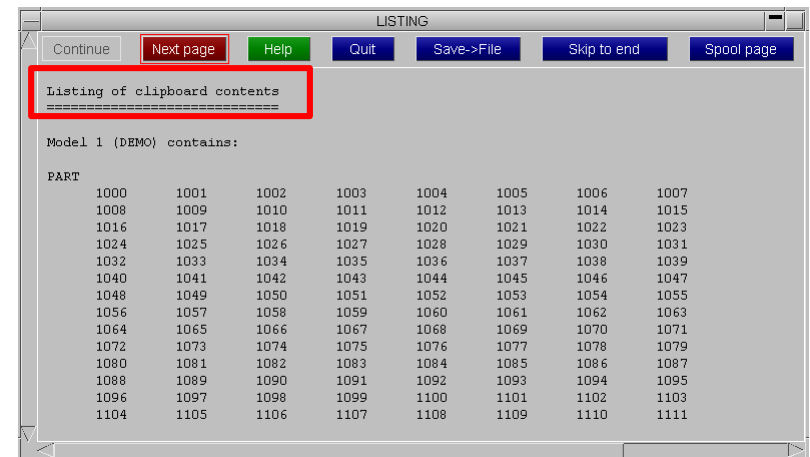 LISTING
Continue Next page Help Quit Save->File Skip to end Spool page
Listing of clipboard contents
=============================
Model 1 (DEMO) contains:
PART
1000 1001 1002 1003 1004 1005 1006 1007
1008 1009 1010 1011 1012 1013 1014 1015
1016 1017 1018 1019 1020 1021 1022 1023
1024 1025 1026 1027 1028 1029 1030 1031
1032 1033 1034 1035 1036 1037 1038 1039
1040 1041 1042 1043 1044 1045 1046 1047
1048 1049 1050 1051 1052 1053 1054 1055
1056 1057 1058 1059 1060 1061 1062 1063
1064 1065 1066 1067 1068 1069 1070 1071
1072 1073 1074 1075 1076 1077 1078 1079
1080 1081 1082 1083 1084 1085 1086 1087
1088 1089 1090 1091 1092 1093 1094 1095
1096 1097 1098 1099 1100 1101 1102 1103
1104 1105 1106 1107 1108 1109 1110 1111